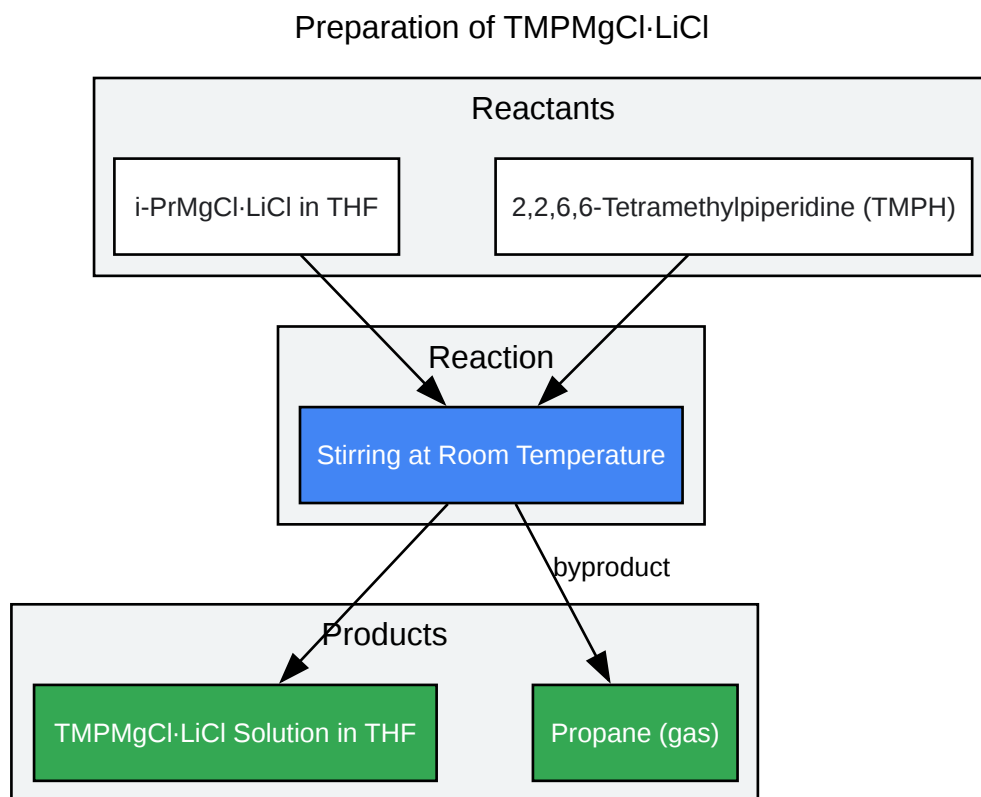 Preparation of TMPMgCl·LiCl
Reactants
i-PrMgCl·LiCl in THF
2,2,6,6-Tetramethylpiperidine (TMPH)
Reaction
Stirring at Room Temperature
byproduct
Products
TMPMgCl·LiCl Solution in THF
Propane (gas)